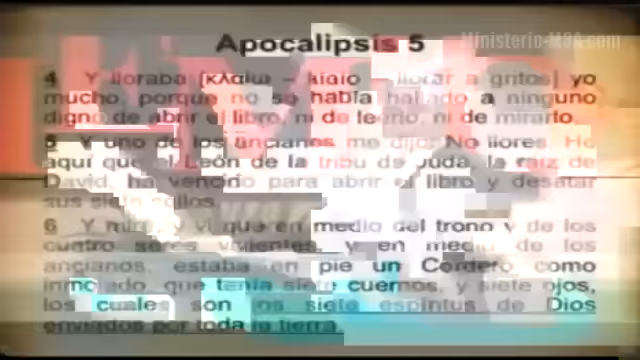 Ministerio-MSA.com
Apocalipsis 5
4 Y lloraba [κλαίω – klaío llorar a gritos] yo
mucho, porque no se había hallado a ninguno
digno de abrir el libro, ni de leerlo, ni de mirarlo.
5 Y uno de los ancianos me dijo: No llores. He
aquí que el León de la tribu de Judá, la raíz de
David, ha vencido para abrir el libro y desatar
sus siete sellos.
6 Y miré, y vi que en medio del trono y de los
cuatro seres vivientes, y en medio de los
ancianos, estaba en pie un Cordero como
inmolado, que tenía siete cuernos, y siete ojos,
los cuales son los siete espíritus de Dios
enviados por toda la tierra.